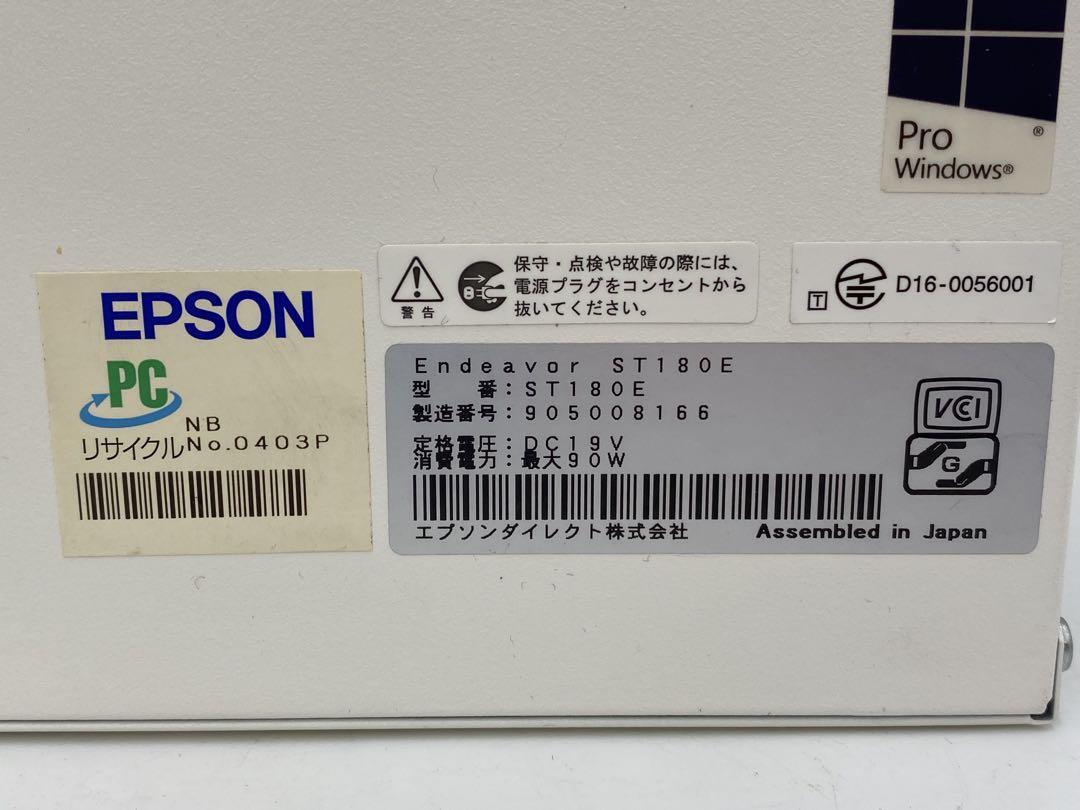 Pro ®
Windows®
警告
保守・点検や故障の際には、
電源プラグをコンセントから
抜いてください。
T D16-0056001
EPSON
PC
NB
リサイクルNo.0403P
Endeavor ST180E
型 番：ST180E
製造番号：905008166
定格電圧：DC19V
消費電力：最大90W
VCCI
G
エプソンダイレクト株式会社 Assembled in Japan